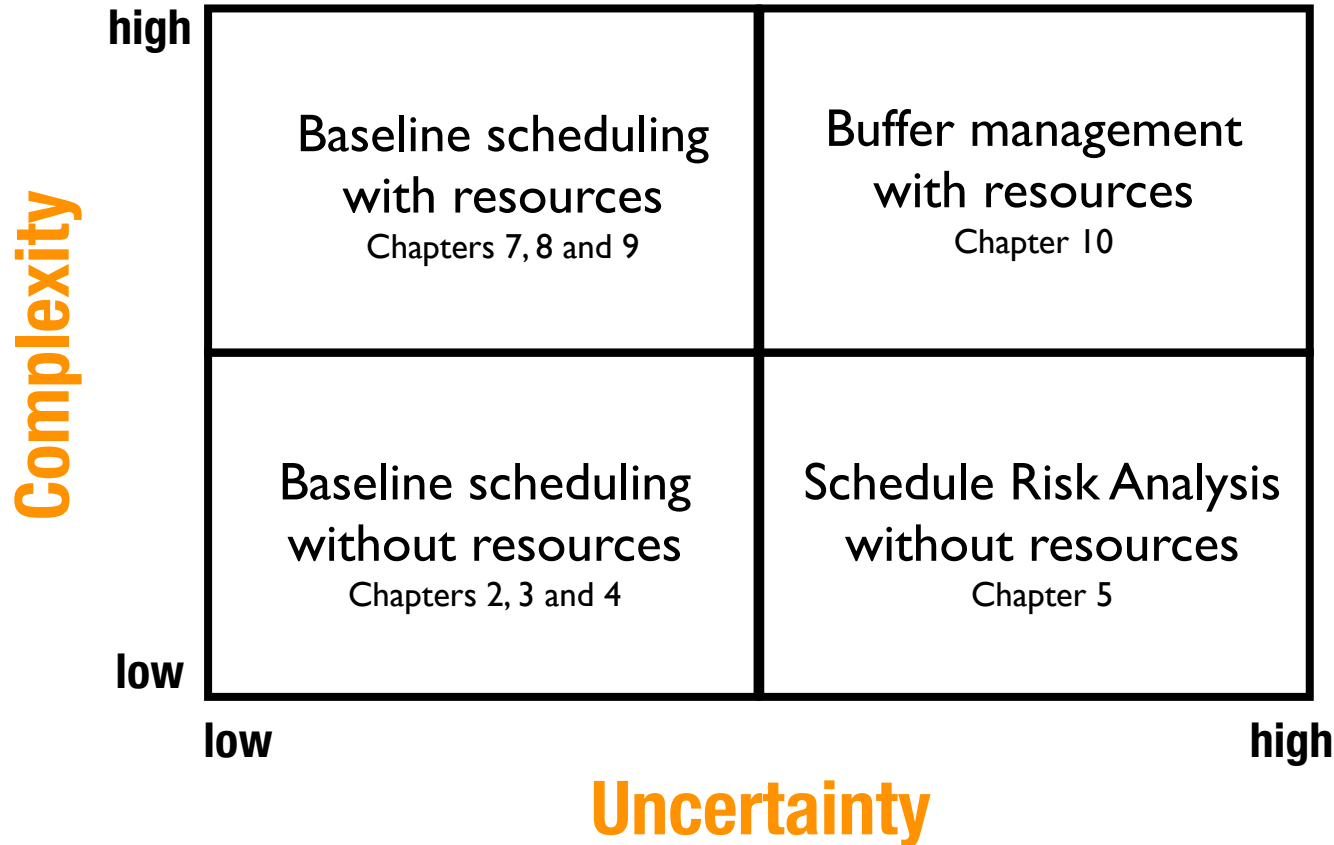 high
Baseline scheduling
with resources
Chapters 7, 8 and 9
Buffer management
with resources
Chapter 10
Complexity
Baseline scheduling
without resources
Chapters 2, 3 and 4
Schedule Risk Analysis
without resources
Chapter 5
low
low
high
Uncertainty